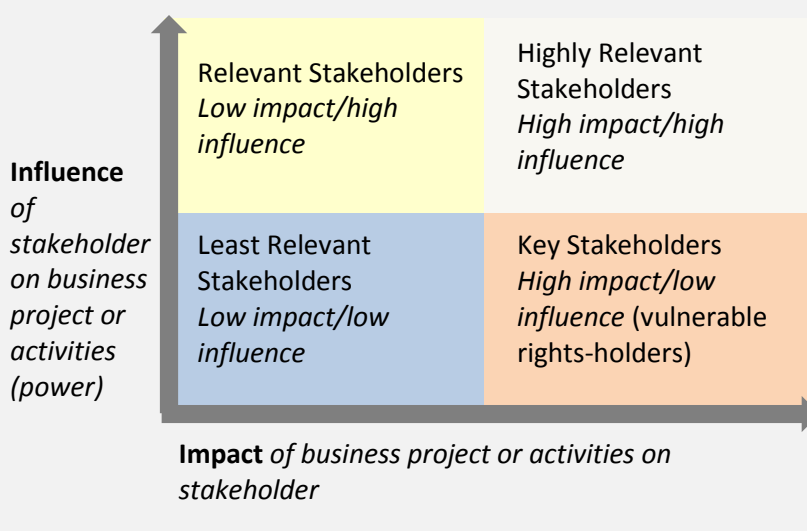 Relevant Stakeholders
Low impact/high
influence
Highly Relevant
Stakeholders
High impact/high
influence
Influence
of
stakeholder
on business
project or
activities
(power)
Least Relevant
Stakeholders
Low impact/low
influence
Key Stakeholders
High impact/low
influence (vulnerable
rights-holders)
Impact of business project or activities on
stakeholder